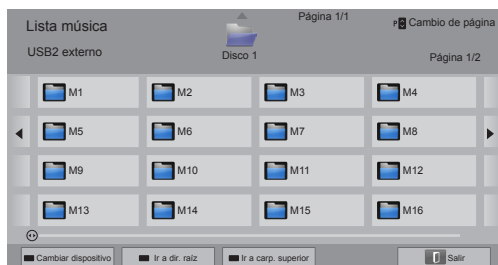 Lista música
Página 1/1
P Cambio de página
USB2 externo
Disco 1
Página 1/2
M1
M2
M3
M4
M5
M6
M7
M8
M9
M10
M11
M12
M13
M14
M15
M16
Cambiar dispositivo
Ir a dir. raíz
Ir a carp. superior
Salir